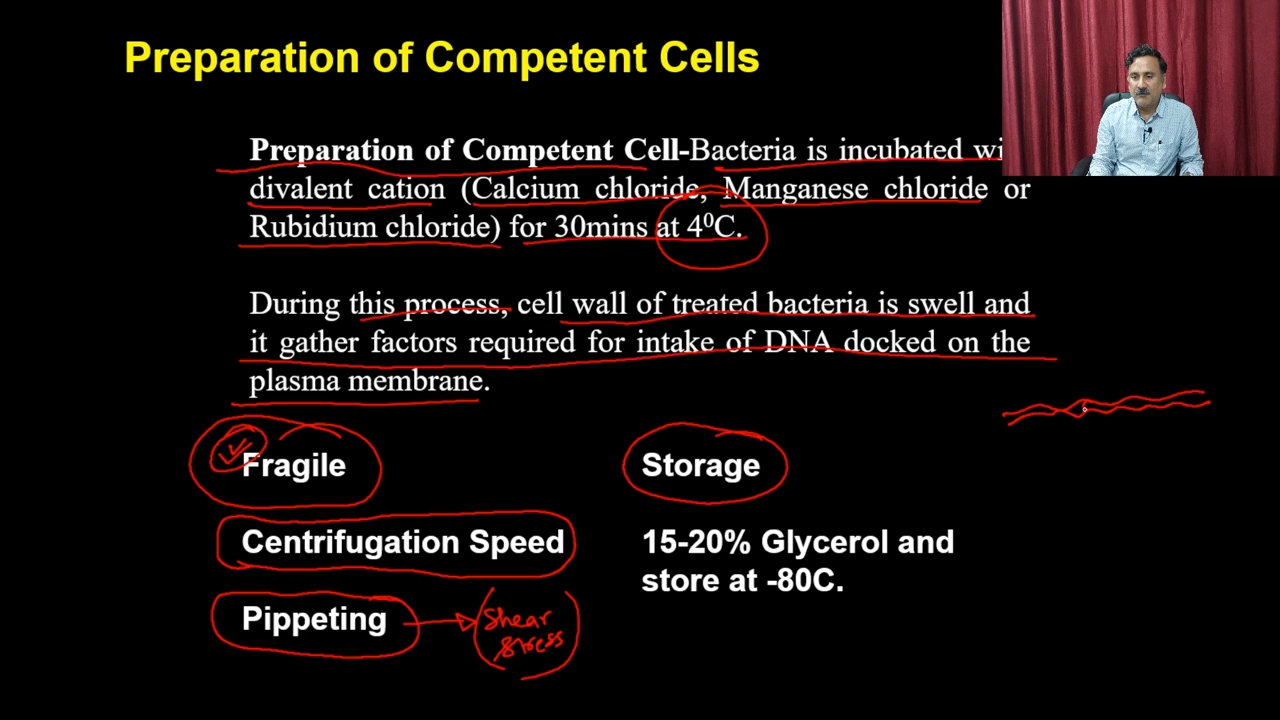 Preparation of Competent Cells
Preparation of Competent Cell-Bacteria is incubated
divalent cation (Calcium chloride, Manganese chloride or
Rubidium chloride) for 30mins at 4⁰C.
During this process, cell wall of treated bacteria is swell and
it gather factors required for intake of DNA docked on the
plasma membrane.
Fragile
Storage
Centrifugation Speed
15-20% Glycerol and
store at -80C.
Pippeting
Shear
stress